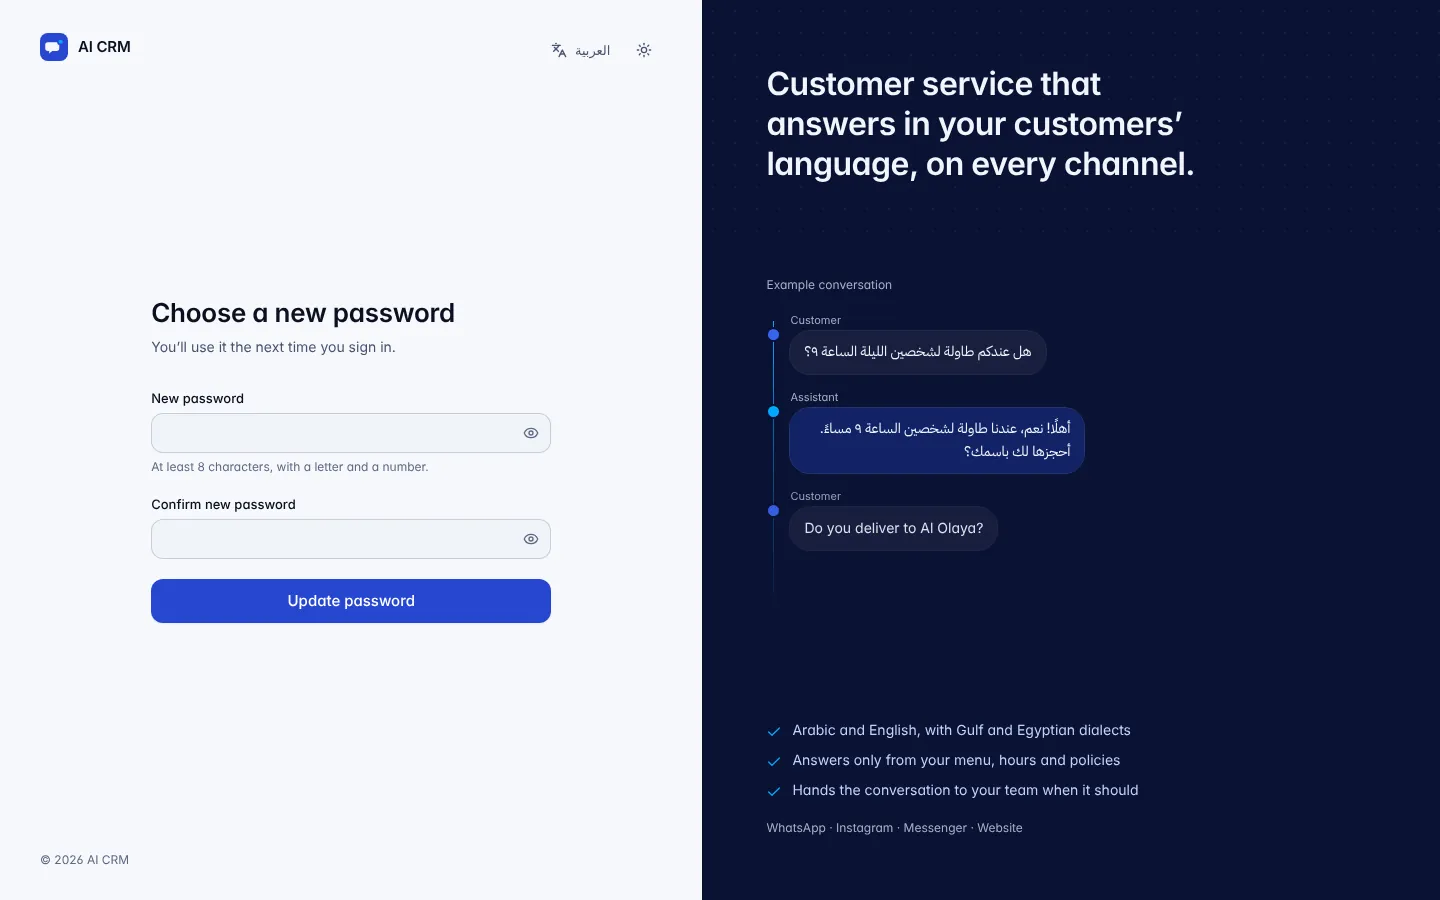 AI CRM
العربية
Choose a new password
You’ll use it the next time you sign in.
New password
At least 8 characters, with a letter and a number.
Confirm new password
Update password
© 2026 AI CRM
Customer service that
answers in your customers’
language, on every channel.
Example conversation
Customer
هل عندكم طاولة لشخصين الليلة الساعة ٩؟
Assistant
أهلًا! نعم، عندنا طاولة لشخصين الساعة ٩ مساءً.
أحجزها لك باسمك؟
Customer
Do you deliver to Al Olaya?
Arabic and English, with Gulf and Egyptian dialects
Answers only from your menu, hours and policies
Hands the conversation to your team when it should
WhatsApp · Instagram · Messenger · Website